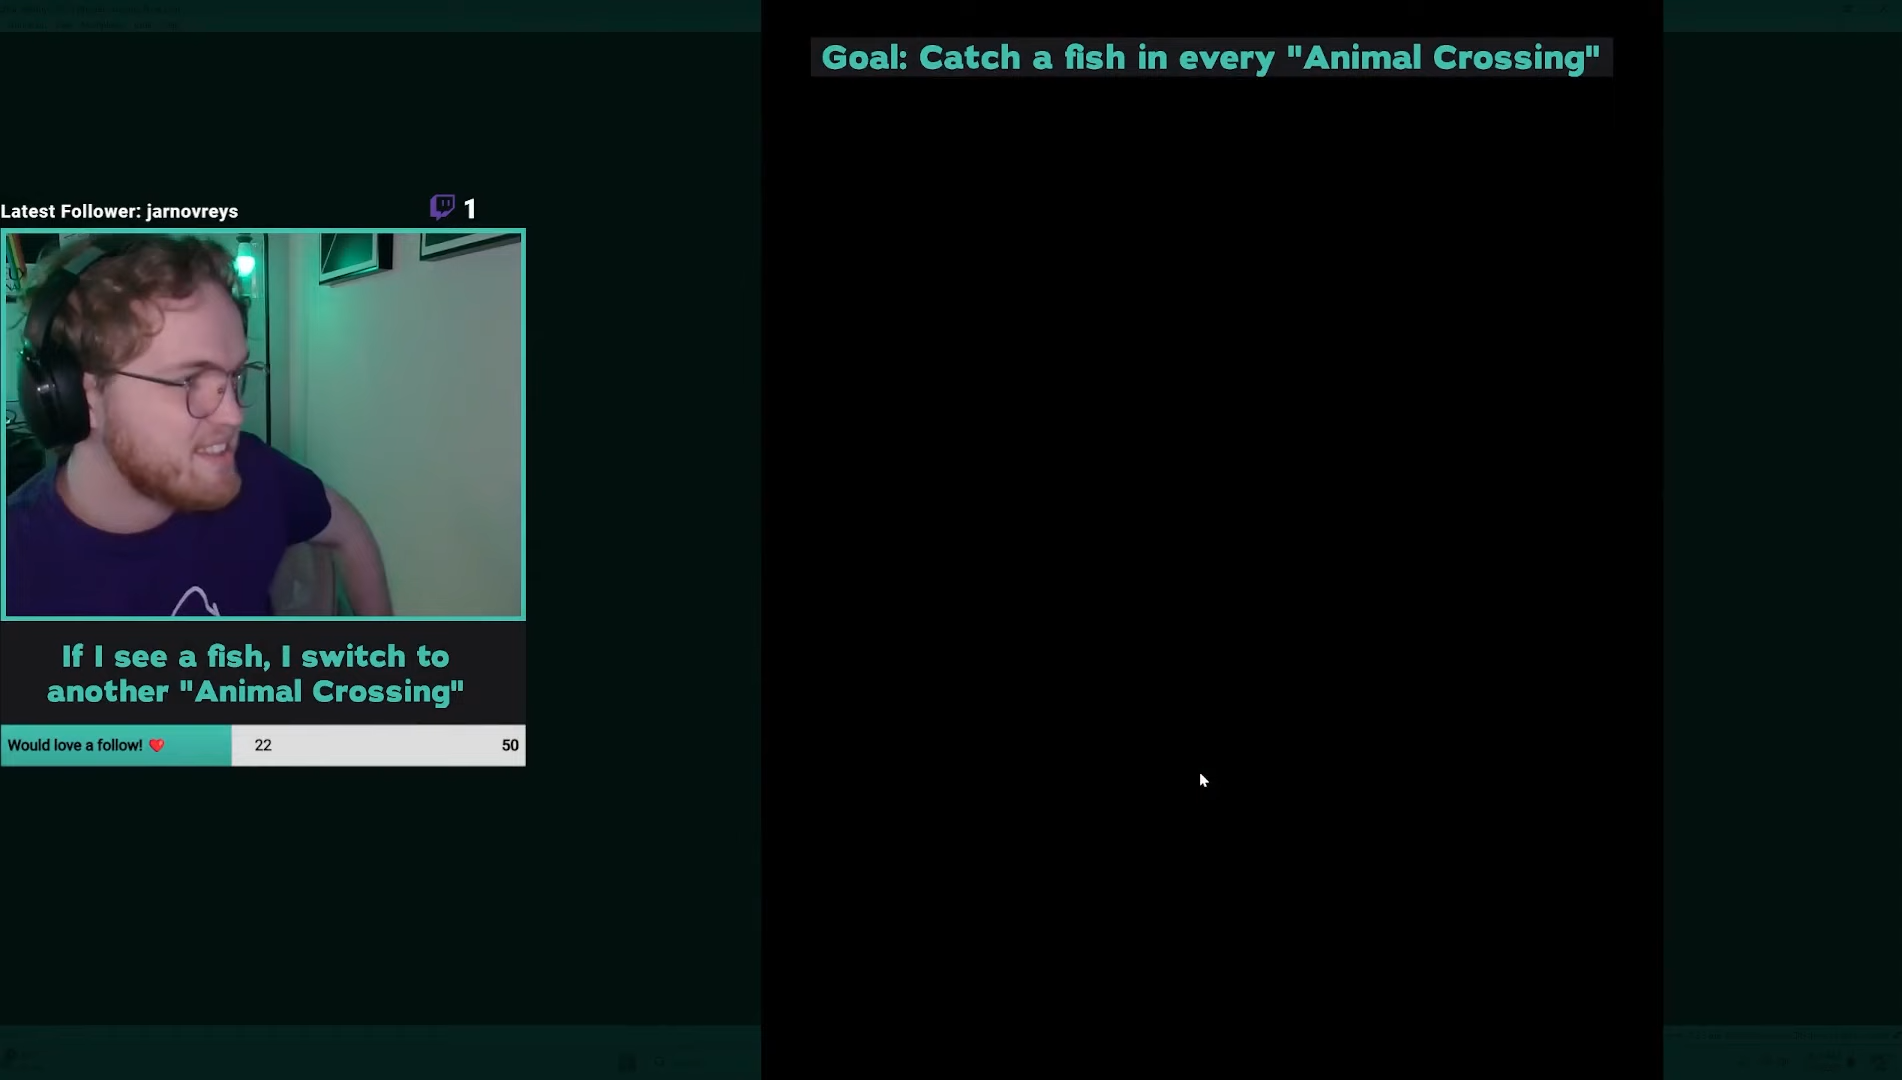 Goal: Catch a fish in every "Animal Crossing"
Latest Follower: jarnovreys
1
If I see a fish, I switch to
another "Animal Crossing"
Would love a follow! ❤️ 22 50